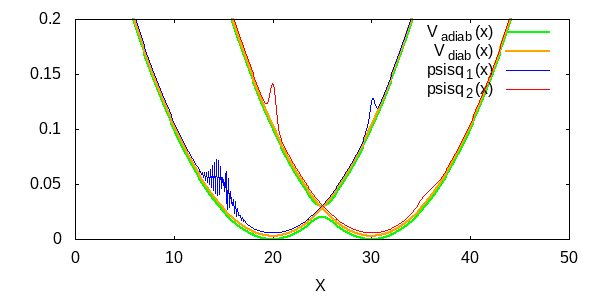 0.2
0.15
0.1
0.05
0
0 10 20 30 40 50
X
V adiab (x)
V diab (x)
psisq 1 (x)
psisq 2 (x)